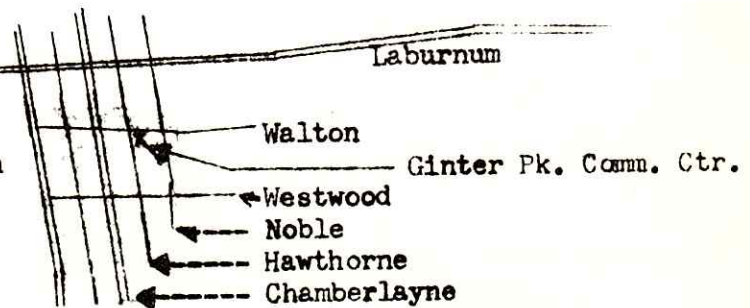 Laburnum
Walton
Ginter Pk. Comm. Ctr.
Westwood
Noble
Hawthorne
Chamberlayne